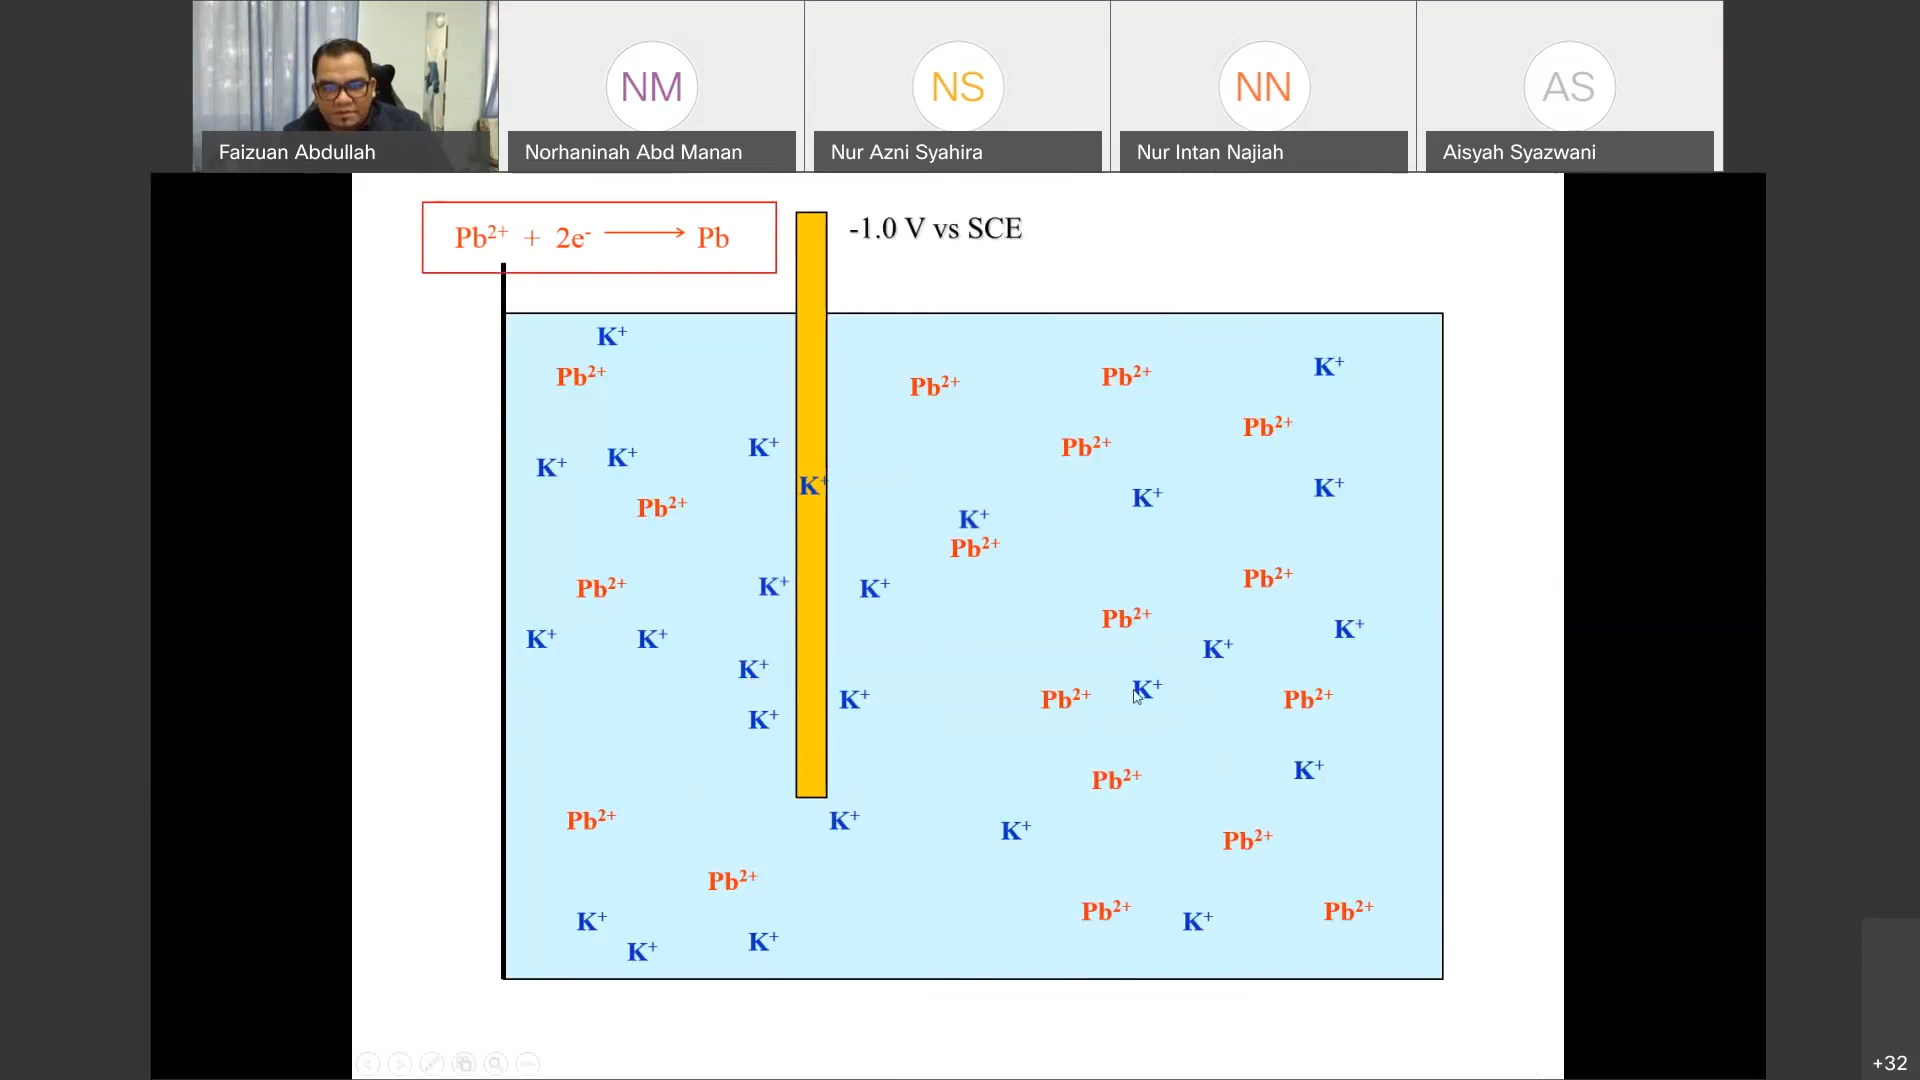 NM
NS
NN
AS
Faizuan Abdullah
Norhaninah Abd Manan
Nur Azni Syahira
Nur Intan Najiah
Aisyah Syazwani
Pb²⁺ + 2e⁻ ⟶ Pb
-1.0 V vs SCE
K⁺
Pb²⁺
Pb²⁺
Pb²⁺
K⁺
Pb²⁺
K⁺
K⁺
K⁺
Pb²⁺
K⁺
Pb²⁺
K⁺
K⁺
K⁺
Pb²⁺
Pb²⁺
K⁺
K⁺
Pb²⁺
Pb²⁺
K⁺
K⁺
Pb²⁺
K⁺
K⁺
K⁺
K⁺
K⁺
Pb²⁺
K⁺
Pb²⁺
K⁺
Pb²⁺
K⁺
Pb²⁺
K⁺
K⁺
Pb²⁺
Pb²⁺
Pb²⁺
K⁺
Pb²⁺
K⁺
K⁺
K⁺
+32